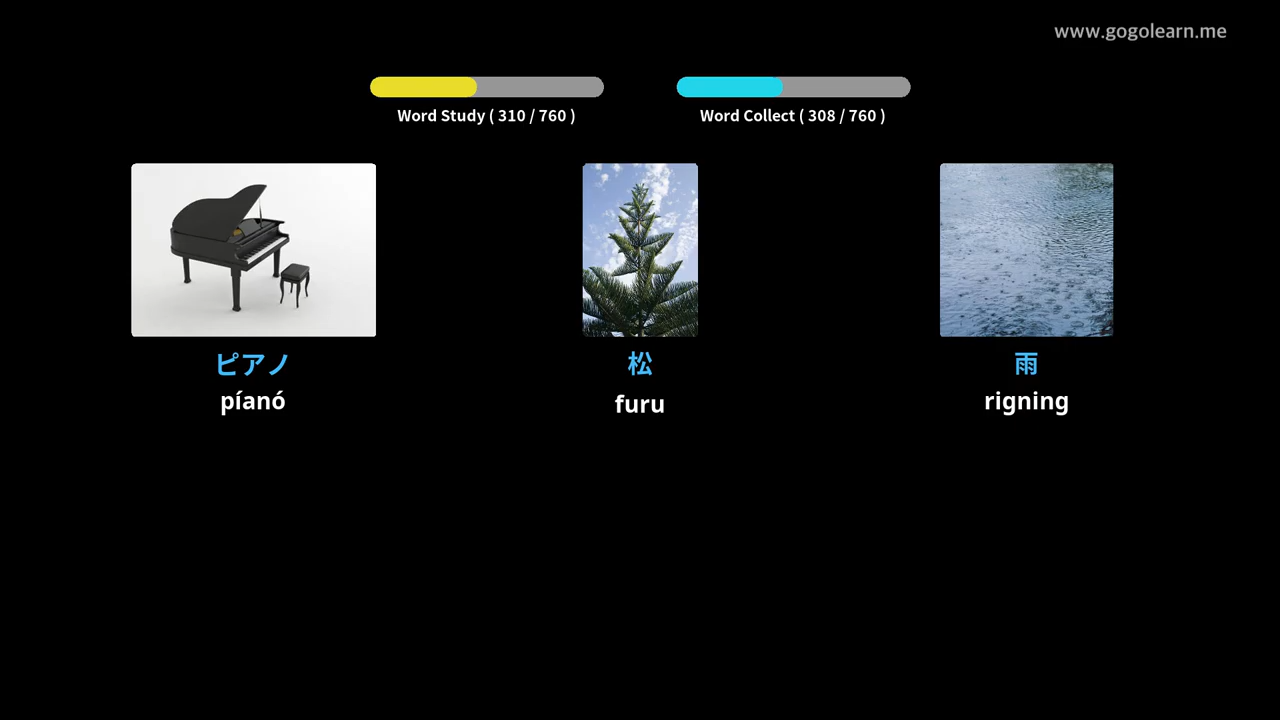 www.gogolearn.me
Word Study ( 310 / 760 )
Word Collect ( 308 / 760 )
ピアノ
píanó
松
furu
雨
rigning